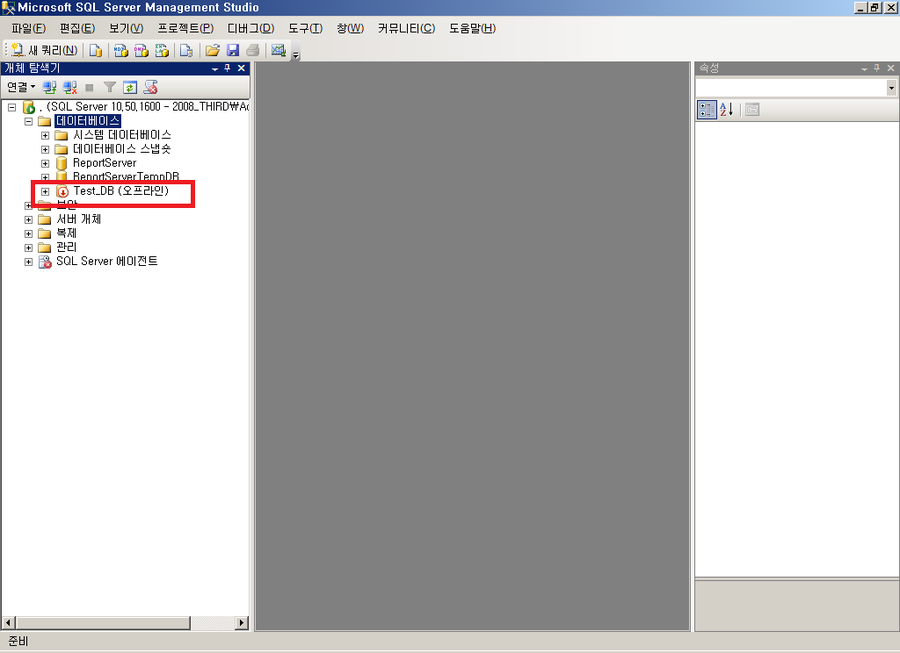 Microsoft SQL Server Management Studio
파일(F) 편집(E) 보기(V) 프로젝트(P) 디버그(D) 도구(T) 창(W) 커뮤니티(C) 도움말(H)
새 쿼리(N)
개체 탐색기
연결
. (SQL Server 10,50,1600 - 2008_THIRD₩Ac
데이터베이스
시스템 데이터베이스
데이터베이스 스냅숏
ReportServer
ReportServerTempDB
Test_DB (오프라인)
보안
서버 개체
복제
관리
SQL Server 에이전트
속성
준비